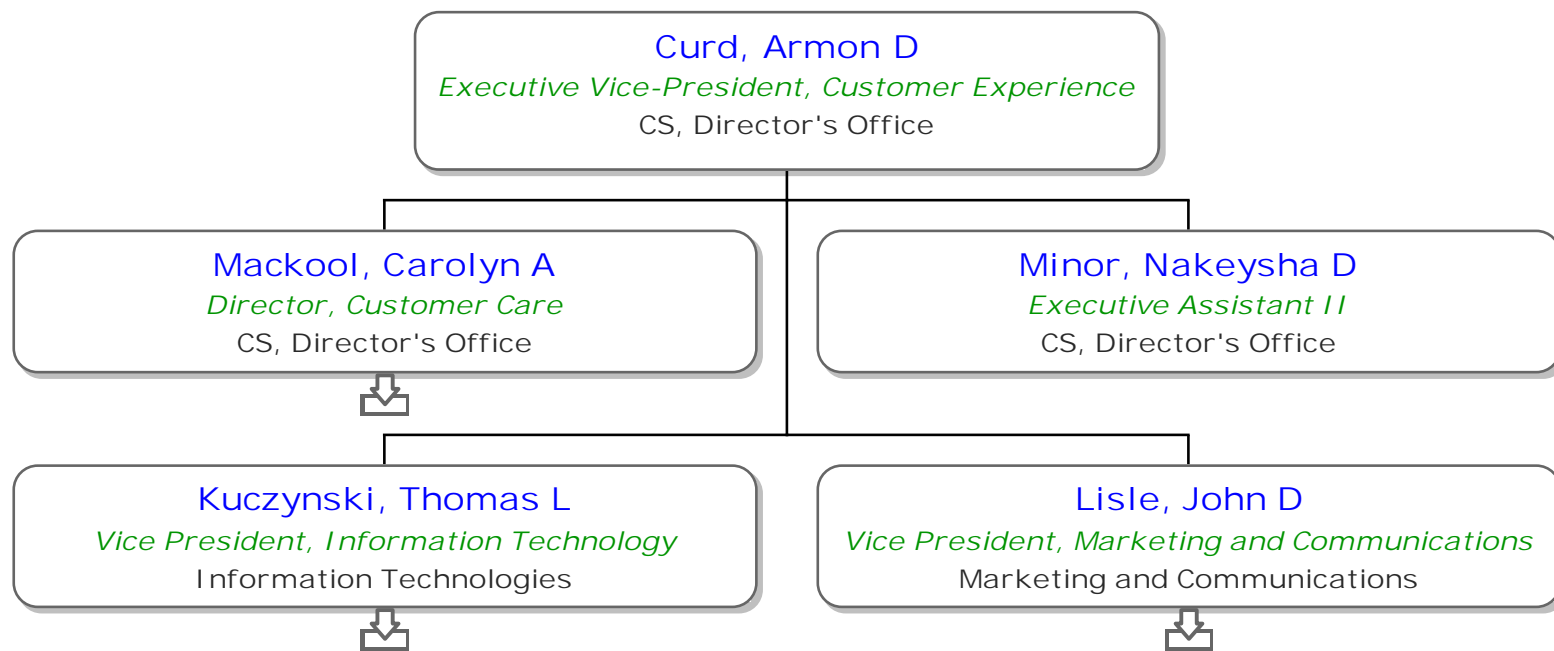 Curd, Armon D
Executive Vice-President, Customer Experience
CS, Director's Office
Mackool, Carolyn A
Director, Customer Care
CS, Director's Office
Minor, Nakeysha D
Executive Assistant II
CS, Director's Office
Kuczynski, Thomas L
Vice President, Information Technology
Information Technologies
Lisle, John D
Vice President, Marketing and Communications
Marketing and Communications